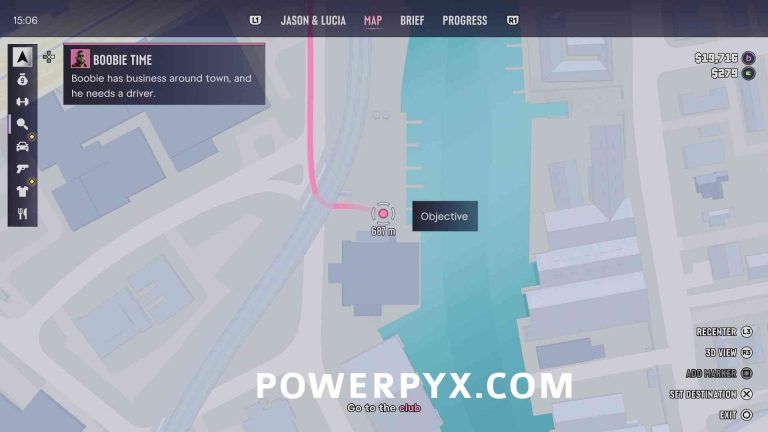 15:06
L1 JASON & LUCIA MAP BRIEF PROGRESS R1
BOOBIE TIME
Boobie has business around town, and
he needs a driver.
$19,716
$279
Objective
687 m
RECENTER L3
3D VIEW R3
ADD MARKER
SET DESTINATION
EXIT
POWERPYX.COM
Go to the club